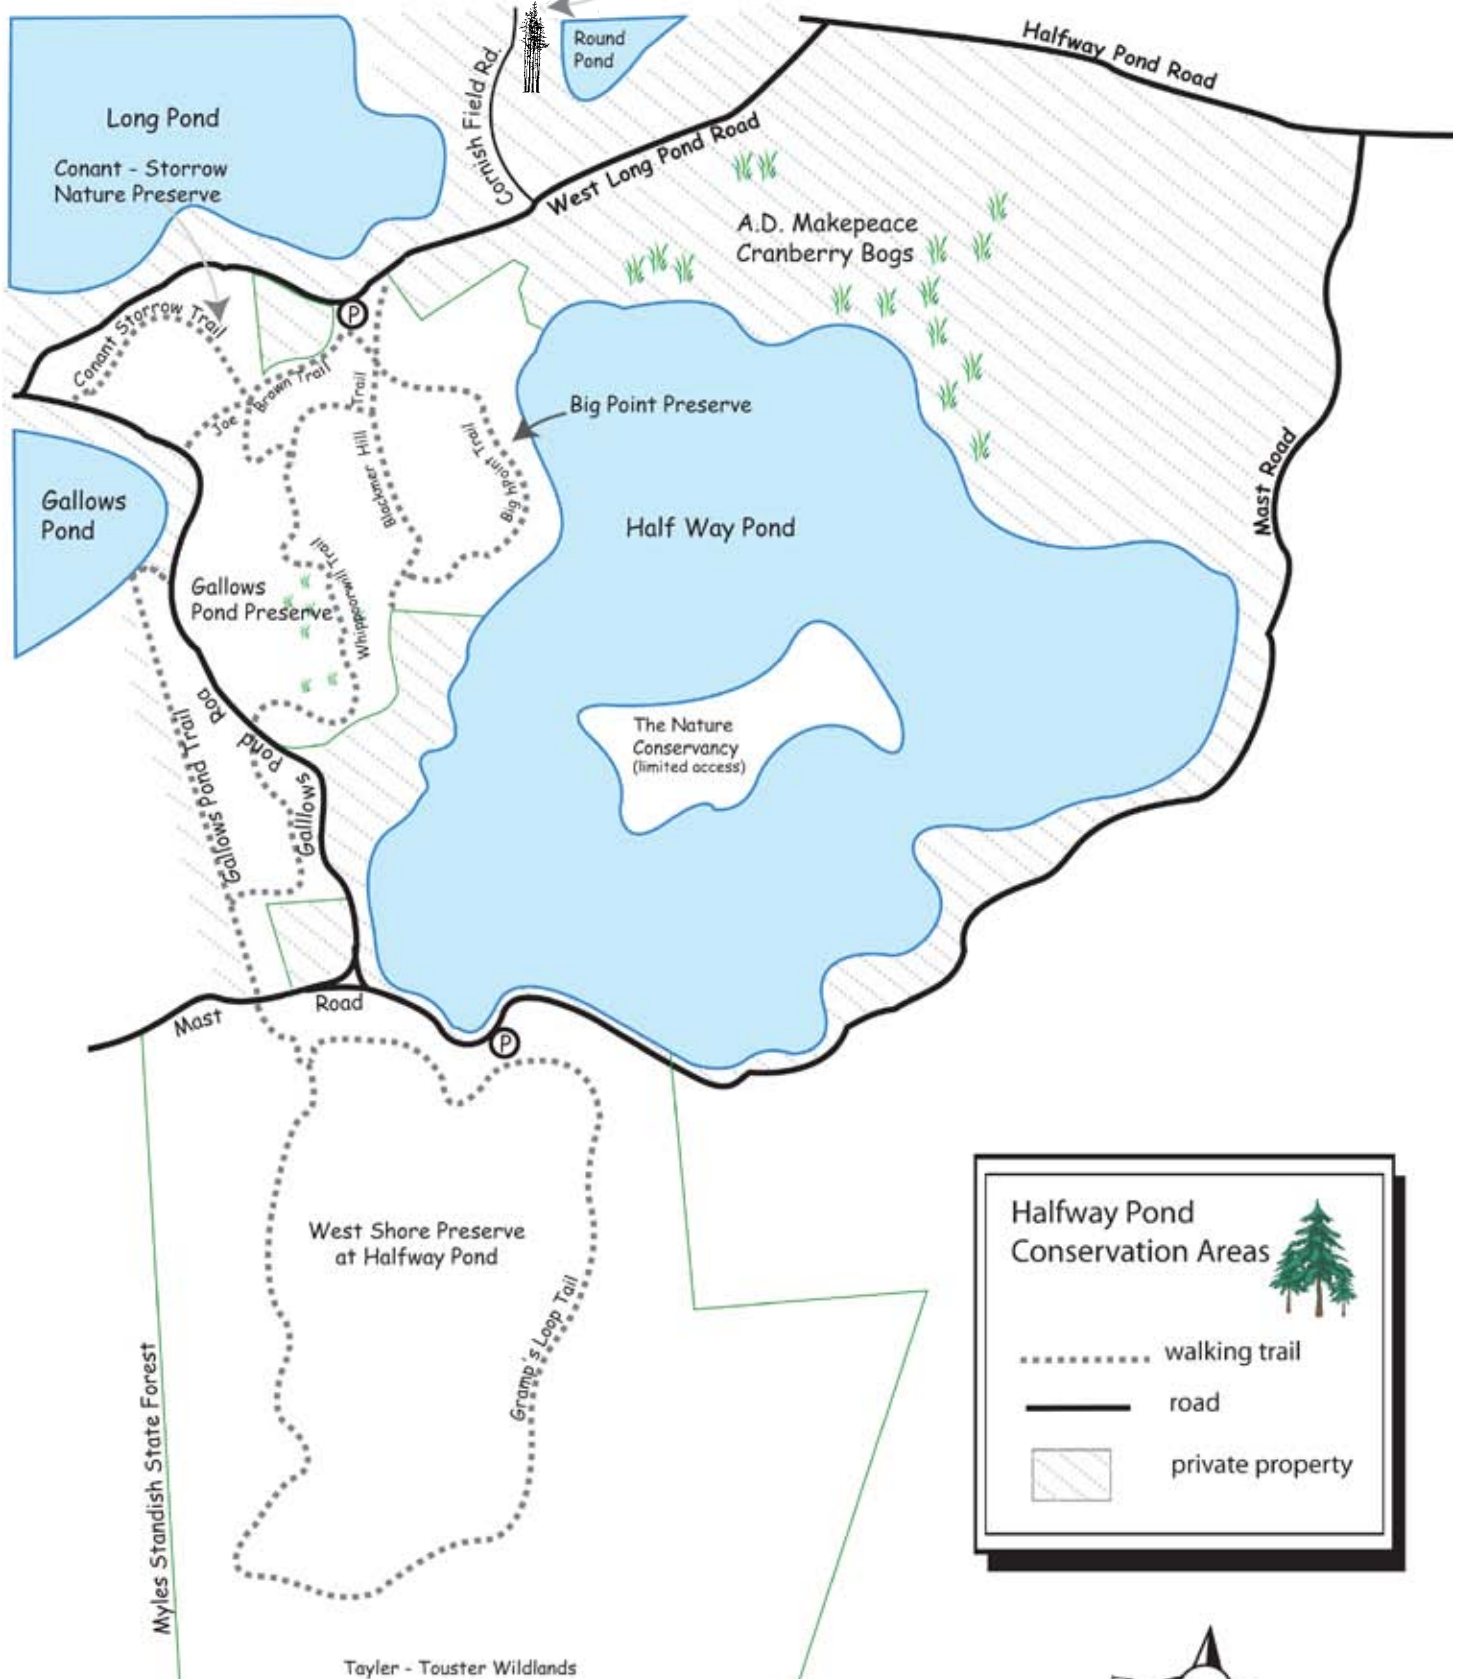 Round
Pond
Halfway Pond Road
Cornish Field Rd.
Long Pond
West Long Pond Road
Conant - Storrow
Nature Preserve
A.D. Makepeace
Cranberry Bogs
P
Conant Storrow Trail
Joe Brown Trail
Blackmer Hill Trail
Big Point Preserve
Big hPoint Trail
Mast Road
Gallows
Pond
Half Way Pond
Gallows
Pond Preserve
Whippoorwill Trail
The Nature
Conservancy
(limited access)
Gallows Pond Trail
Galllows Pond Roa
Mast Road
P
West Shore Preserve
at Halfway Pond
Gramp's Loop Tail
Myles Standish State Forest
Tayler - Touster Wildlands
Halfway Pond
Conservation Areas
walking trail
road
private property